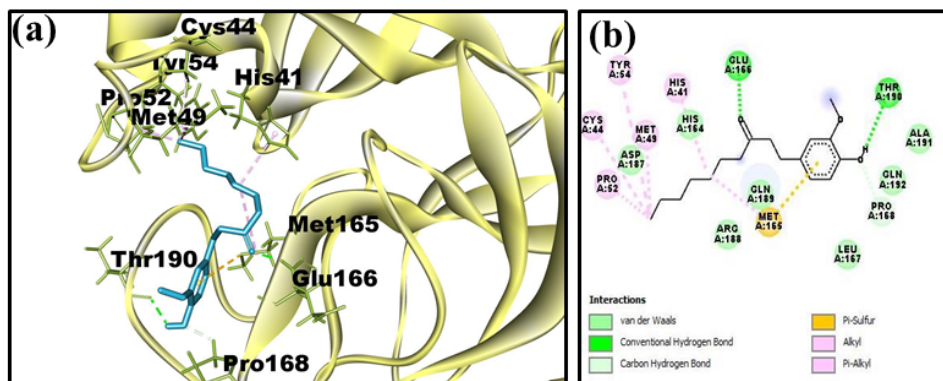 (a)
Cys44
Tyr54
His41
Pro52
Met49
Met165
Thr190
Glu166
Pro168
(b)
TYR
A:54
HIS
A:41
GLU
A:166
THR
A:190
CYS
A:44
MET
A:49
HIS
A:164
ASP
A:187
ALA
A:191
PRO
A:52
GLN
A:189
GLN
A:192
MET
A:165
PRO
A:168
ARG
A:188
LEU
A:167
O
O
H
Interactions
van der Waals
Conventional Hydrogen Bond
Carbon Hydrogen Bond
Pi-Sulfur
Alkyl
Pi-Alkyl